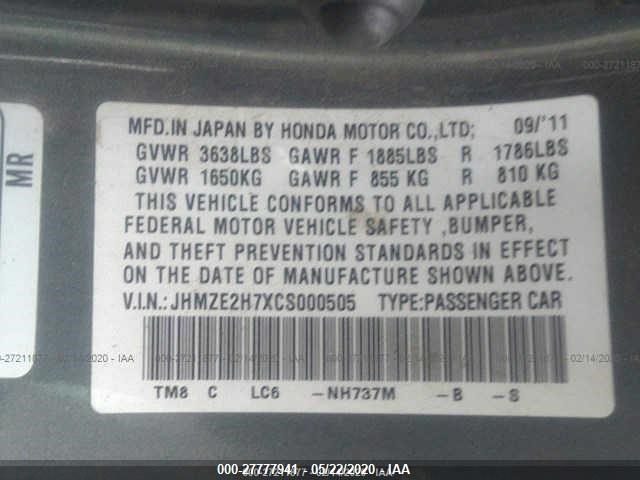 MFD.IN JAPAN BY HONDA MOTOR CO.,LTD; 09/'11
GVWR 3638LBS GAWR F 1885LBS R 1786LBS
GVWR 1650KG GAWR F 855 KG R 810 KG
THIS VEHICLE CONFORMS TO ALL APPLICABLE
FEDERAL MOTOR VEHICLE SAFETY ,BUMPER,
AND THEFT PREVENTION STANDARDS IN EFFECT
ON THE DATE OF MANUFACTURE SHOWN ABOVE.
V.I.N.: JHMZE2H7XCS000505 TYPE:PASSENGER CAR
TM8 C LC6 -NH737M -B -S
MR
000-27777941 - 05/22/2020 - IAA